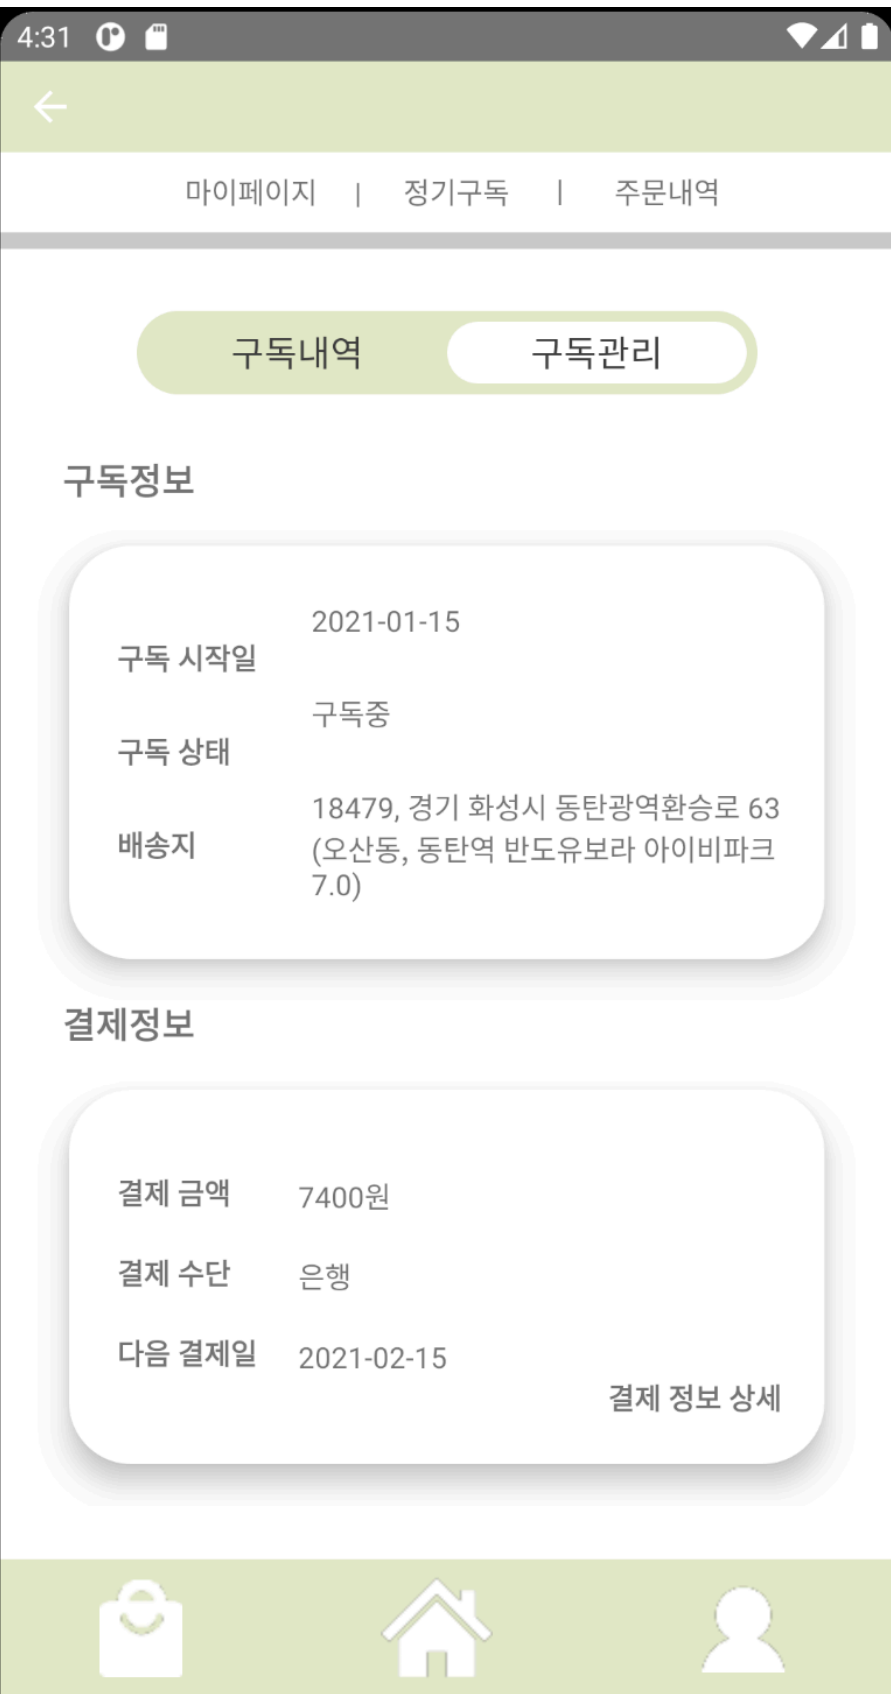 4:31
마이페이지 | 정기구독 | 주문내역
구독내역 구독관리
구독정보
구독 시작일 2021-01-15
구독 상태 구독중
배송지 18479, 경기 화성시 동탄광역환승로 63
(오산동, 동탄역 반도유보라 아이비파크
7.0)
결제정보
결제 금액 7400원
결제 수단 은행
다음 결제일 2021-02-15
결제 정보 상세